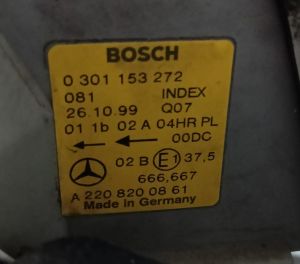 BOSCH
0 301 153 272
081 INDEX
26.10.99 Q07
01 1b 02 A 04HR PL
00DC
02 B E1 37,5
666,667
A 220 820 08 61
Made in Germany